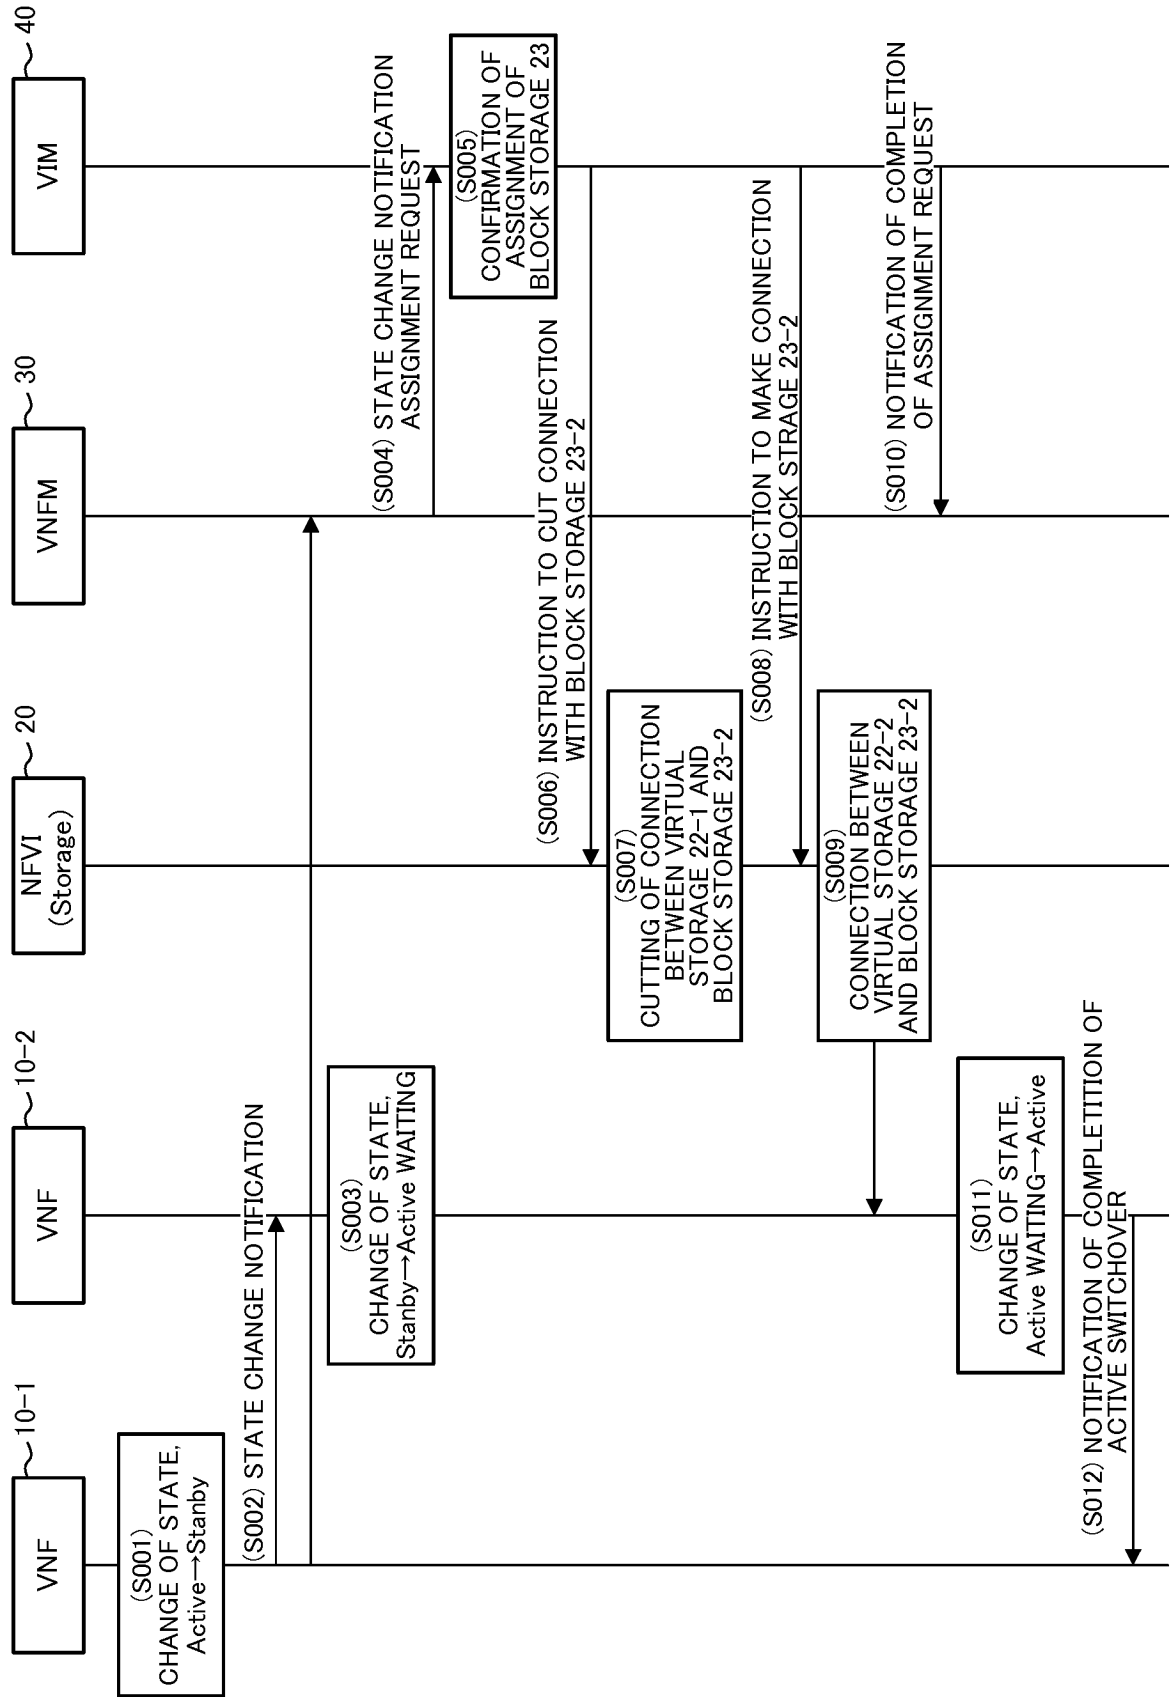 VNF
10-1
VNF
10-2
NFVI
(Storage)
20
VNFM
30
VIM
40
(S001)
CHANGE OF STATE,
Active→Stanby
(S002) STATE CHANGE NOTIFICATION
(S003)
CHANGE OF STATE,
Stanby→Active WAITING
(S004) STATE CHANGE NOTIFICATION
ASSIGNMENT REQUEST
(S005)
CONFIRMATION OF
ASSIGNMENT OF
BLOCK STORAGE 23
(S006) INSTRUCTION TO CUT CONNECTION
WITH BLOCK STORAGE 23-2
(S007)
CUTTING OF CONNECTION
BETWEEN VIRTUAL
STORAGE 22-1 AND
BLOCK STORAGE 23-2
(S008) INSTRUCTION TO MAKE CONNECTION
WITH BLOCK STRAGE 23-2
(S009)
CONNECTION BETWEEN
VIRTUAL STORAGE 22-2
AND BLOCK STORAGE 23-2
(S010) NOTIFICATION OF COMPLETION
OF ASSIGNMENT REQUEST
(S011)
CHANGE OF STATE,
Active WAITING→Active
(S012) NOTIFICATION OF COMPLETITION OF
ACTIVE SWITCHOVER